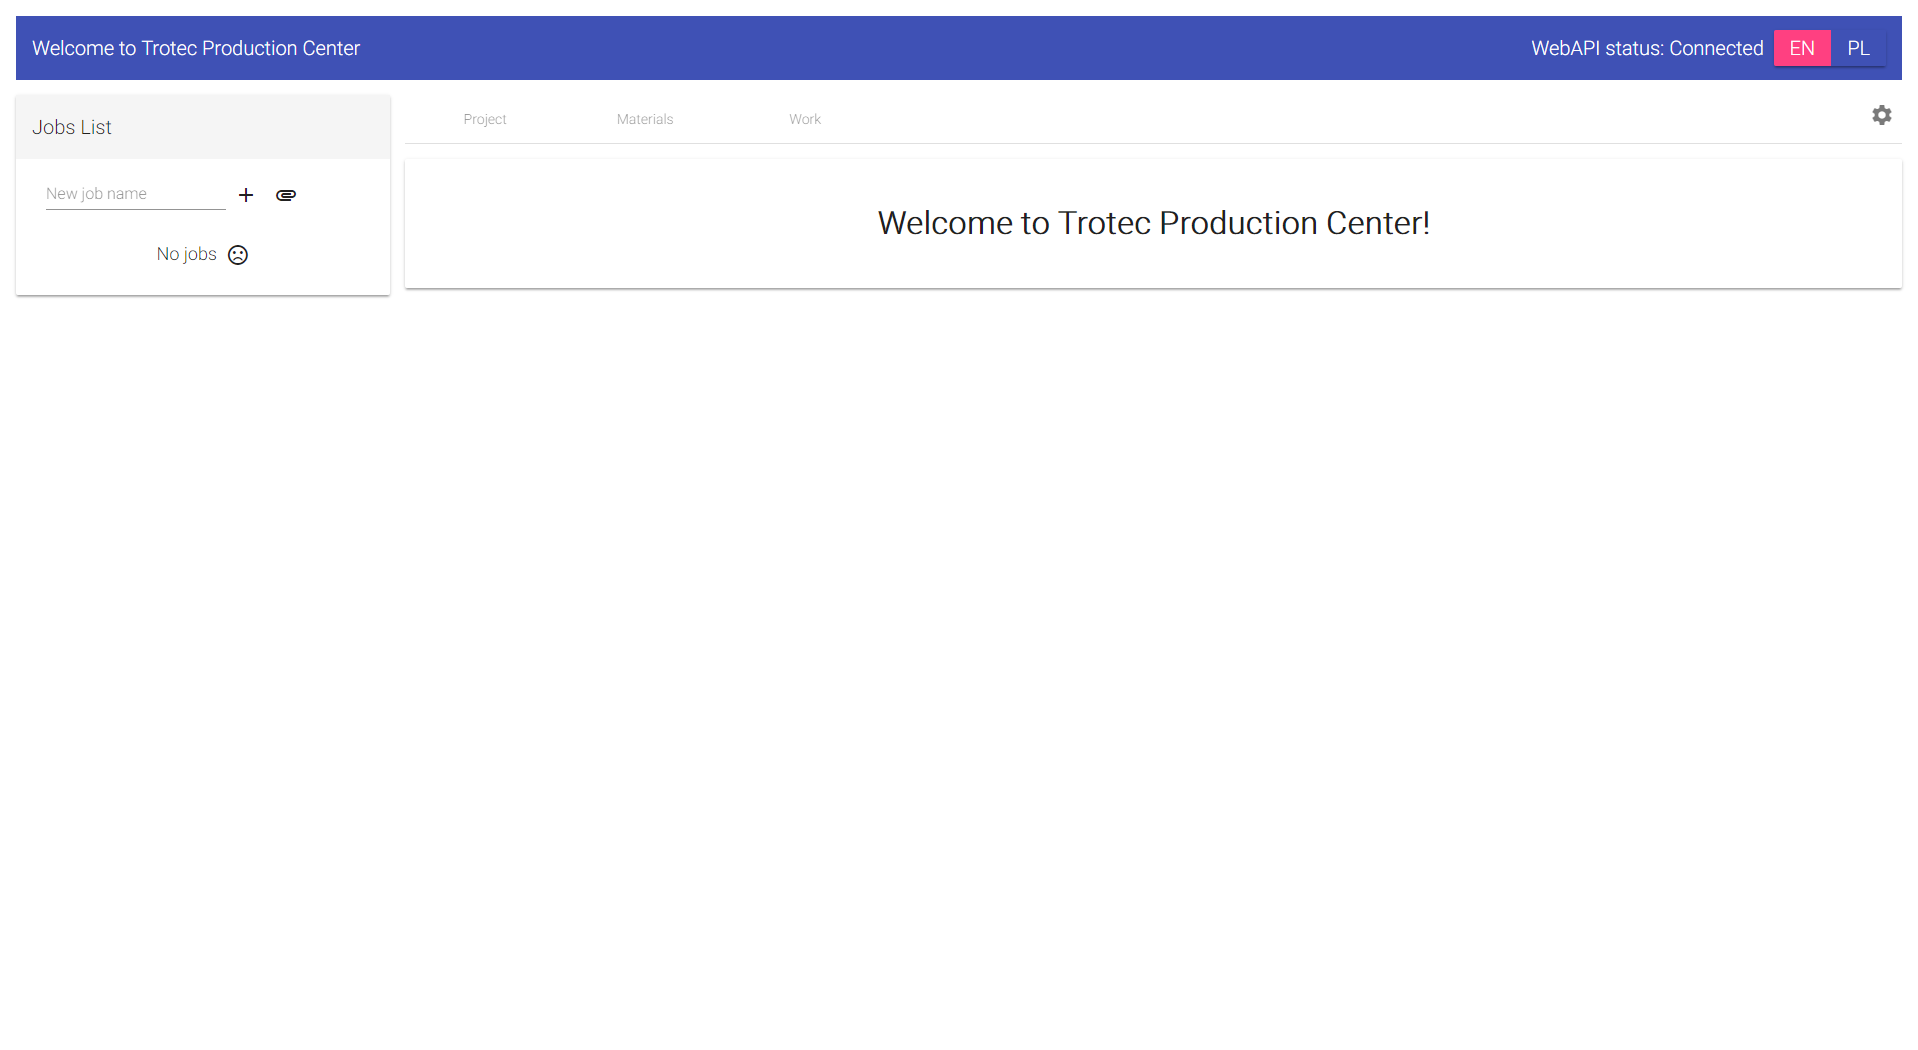 Welcome to Trotec Production Center
WebAPI status: Connected EN PL
Jobs List
Project Materials Work
New job name
No jobs
Welcome to Trotec Production Center!